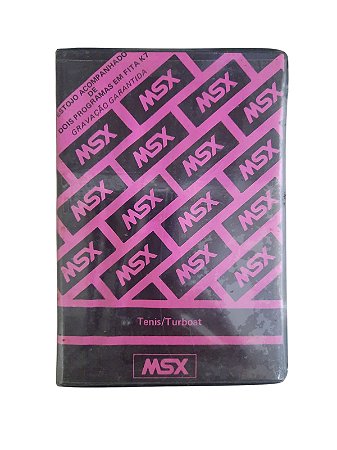 ESTOJO ACOMPANHADO
DE
DOIS PROGRAMAS EM FITA K7
GRAVAÇÃO GARANTIDA
MSX
MSX
MSX
MSX
MSX
MSX
MSX
MSX
MSX
MSX
MSX
MSX
MSX
MSX
Tenis/Turboat
MSX